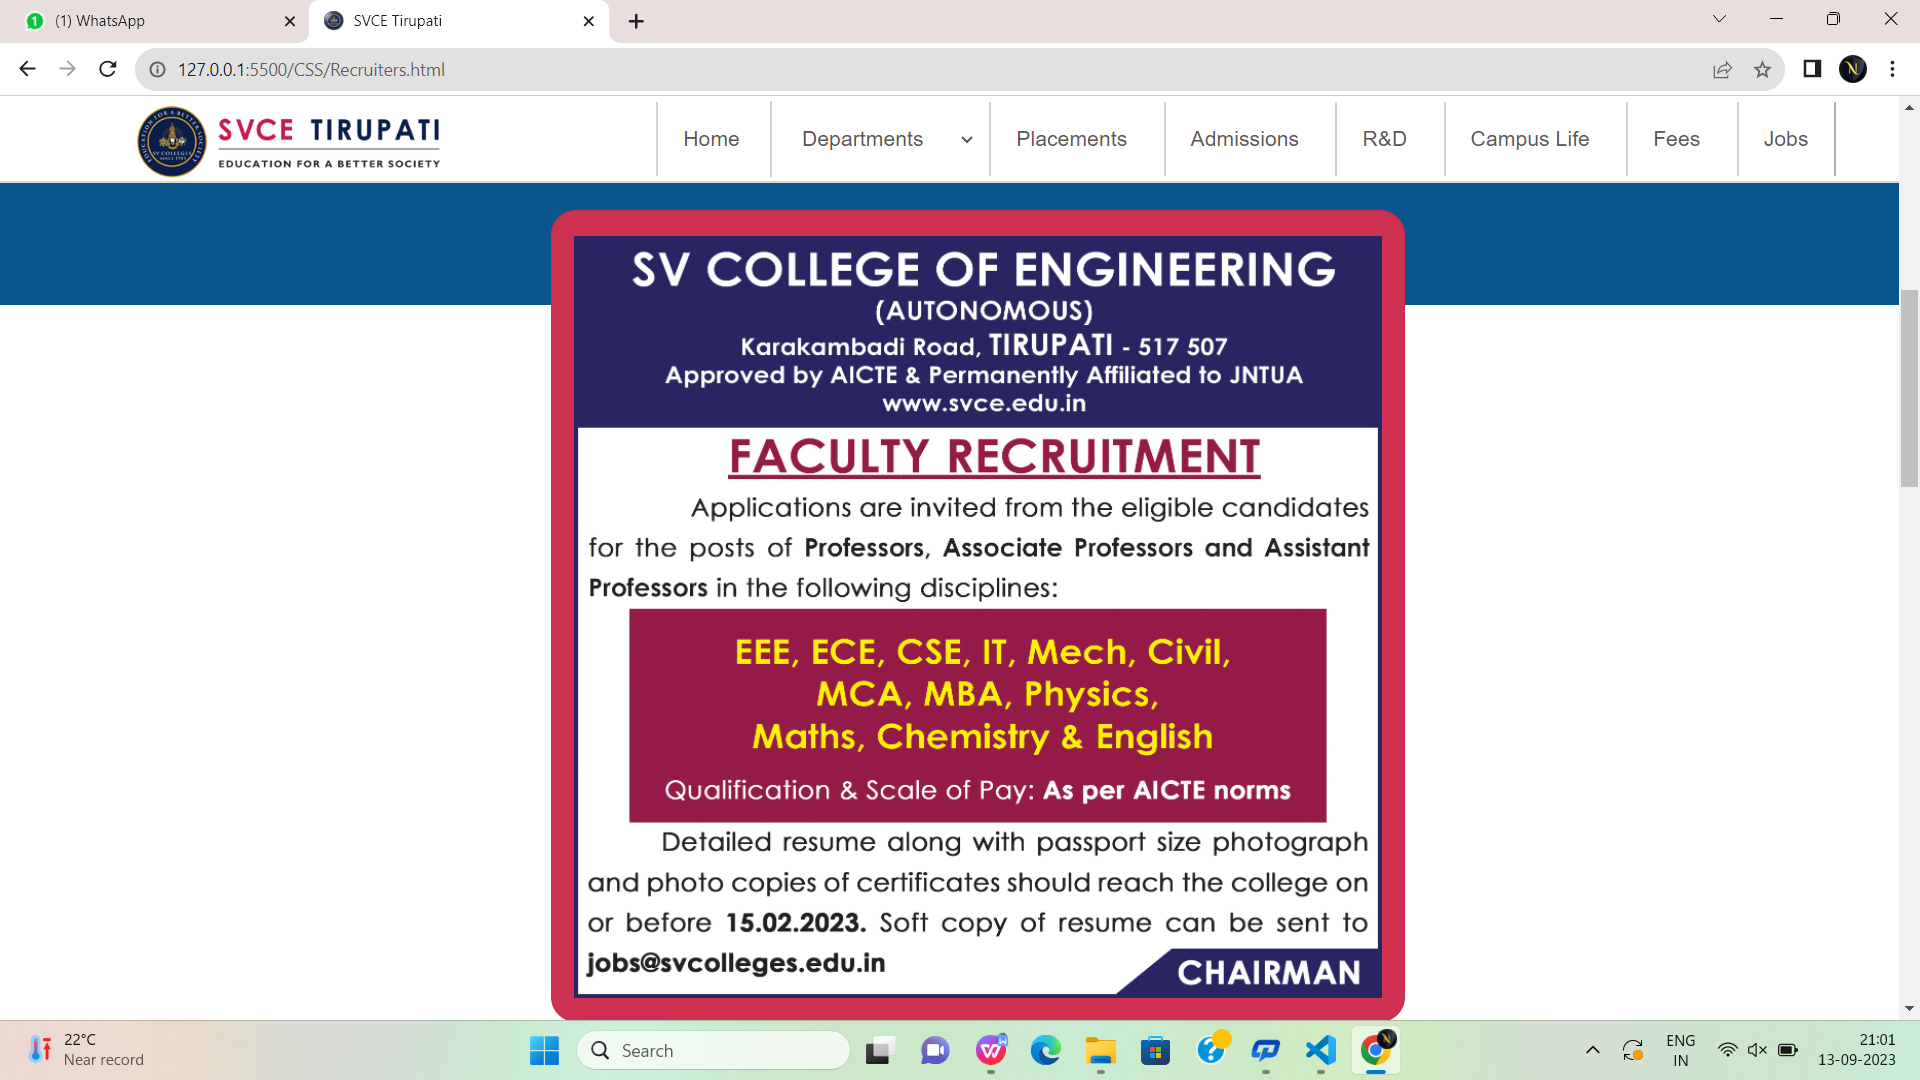 (1) WhatsApp
SVCE Tirupati
127.0.0.1:5500/CSS/Recruiters.html
N
SVCE TIRUPATI
EDUCATION FOR A BETTER SOCIETY
Home
Departments
Placements
Admissions
R&D
Campus Life
Fees
Jobs
SV COLLEGE OF ENGINEERING
(AUTONOMOUS)
Karakambadi Road, TIRUPATI - 517 507
Approved by AICTE & Permanently Affiliated to JNTUA
www.svce.edu.in
FACULTY RECRUITMENT
Applications are invited from the eligible candidates
for the posts of Professors, Associate Professors and Assistant
Professors in the following disciplines:
EEE, ECE, CSE, IT, Mech, Civil,
MCA, MBA, Physics,
Maths, Chemistry & English
Qualification & Scale of Pay: As per AICTE norms
Detailed resume along with passport size photograph
and photo copies of certificates should reach the college on
or before 15.02.2023. Soft copy of resume can be sent to
jobs@svcolleges.edu.in
CHAIRMAN
22°C
Near record
Search
ENG
IN
21:01
13-09-2023